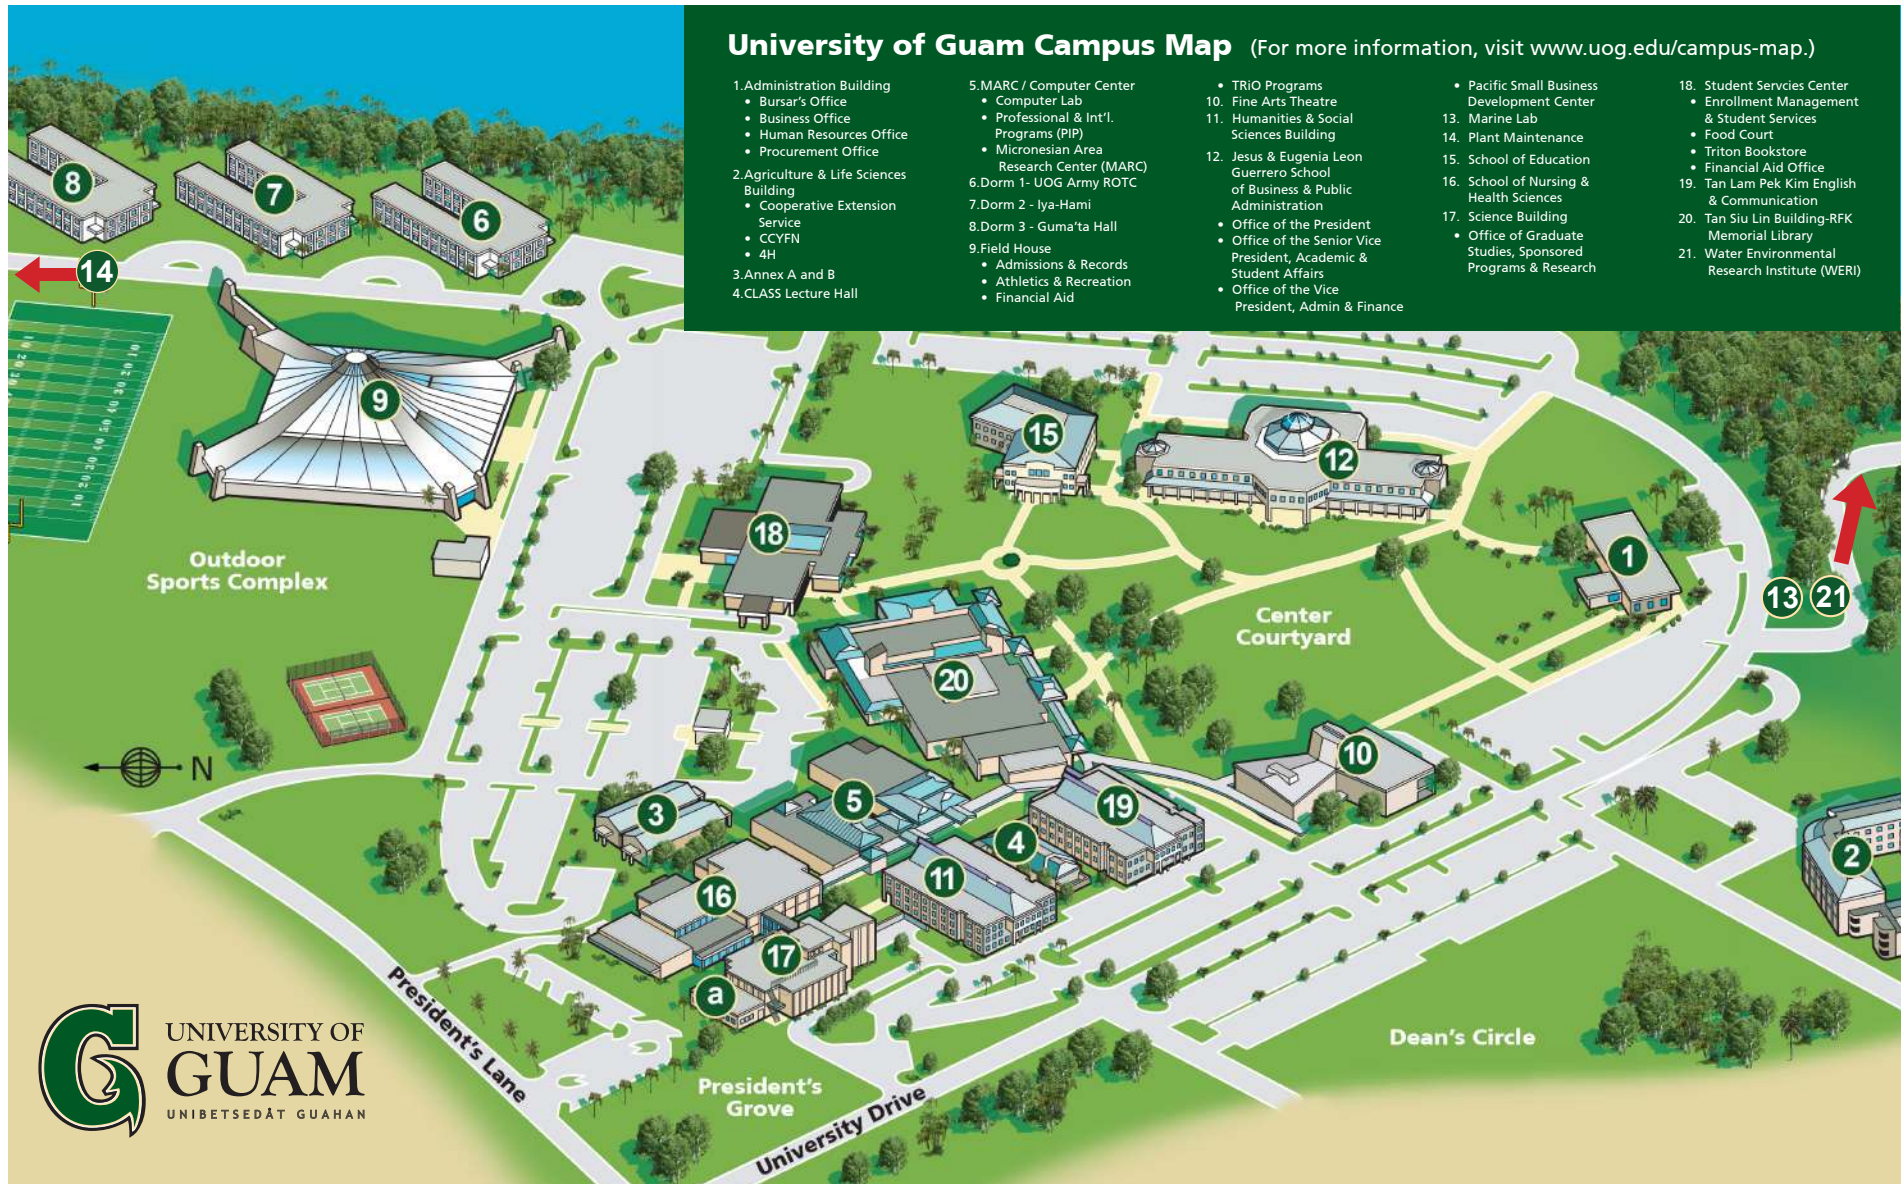 University of Guam Campus Map (For more information, visit www.uog.edu/campus-map.)
1.Administration Building
• Bursar's Office
• Business Office
• Human Resources Office
• Procurement Office
2.Agriculture & Life Sciences
Building
• Cooperative Extension
Service
• CCYFN
• 4H
3.Annex A and B
4.CLASS Lecture Hall
5.MARC / Computer Center
• Computer Lab
• Professional & Int'l.
Programs (PIP)
• Micronesian Area
Research Center (MARC)
6.Dorm 1- UOG Army ROTC
7.Dorm 2 - Iya-Hami
8.Dorm 3 - Guma'ta Hall
9.Field House
• Admissions & Records
• Athletics & Recreation
• Financial Aid
• TRiO Programs
10. Fine Arts Theatre
11. Humanities & Social
Sciences Building
12. Jesus & Eugenia Leon
Guerrero School
of Business & Public
Administration
• Office of the President
• Office of the Senior Vice
President, Academic &
Student Affairs
• Office of the Vice
President, Admin & Finance
• Pacific Small Business
Development Center
13. Marine Lab
14. Plant Maintenance
15. School of Education
16. School of Nursing &
Health Sciences
17. Science Building
• Office of Graduate
Studies, Sponsored
Programs & Research
18. Student Servcies Center
• Enrollment Management
& Student Services
• Food Court
• Triton Bookstore
• Financial Aid Office
19. Tan Lam Pek Kim English
& Communication
20. Tan Siu Lin Building-RFK
Memorial Library
21. Water Environmental
Research Institute (WERI)
8
7
6
14
9
15
12
18
1
13
21
Outdoor
Sports Complex
Center
Courtyard
20
N
10
5
3
19
4
2
11
16
17
a
President's Lane
Dean's Circle
President's
Grove
University Drive
G
UNIVERSITY OF
GUAM
UNIBETSEDÅT GUAHAN